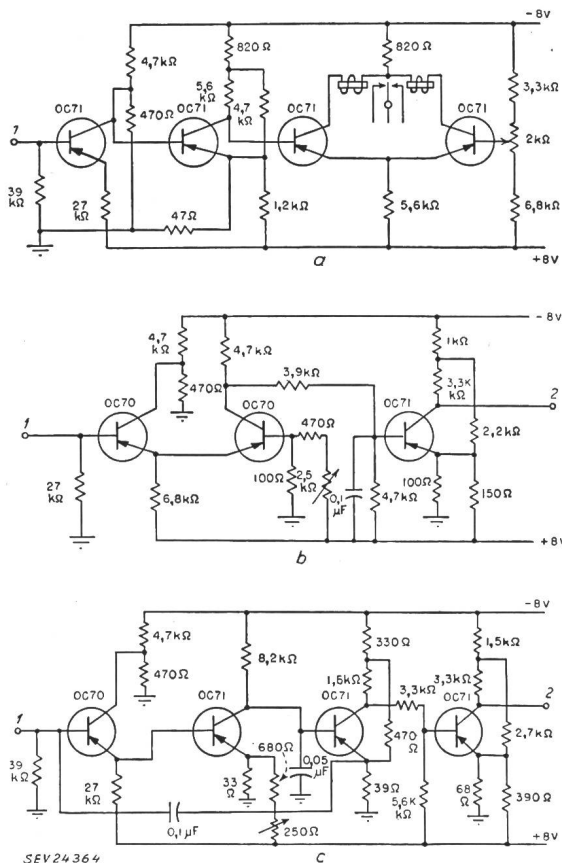 -8V
4,7kΩ
820Ω
820Ω
OC71
470Ω
5,6
kΩ
OC71
4,7
kΩ
OC71
OC71
3,3kΩ
2kΩ
1
39
kΩ
27
kΩ
47Ω
1,2kΩ
5,6kΩ
6,8kΩ
+8V
a
-8V
4,7
kΩ
4,7kΩ
1kΩ
470Ω
3,9kΩ
3,3K
kΩ
OC70
OC70
OC71
2
1
470Ω
2,2kΩ
27
kΩ
6,8kΩ
100Ω
2,5
kΩ
0,1
µF
4,7kΩ
100Ω
150Ω
+8V
b
-8V
4,7kΩ
470Ω
8,2kΩ
330Ω
1,5kΩ
1,6kΩ
3,3kΩ
3,3kΩ
OC70
OC71
OC71
OC71
2
1
470
Ω
2,7kΩ
39
kΩ
27
kΩ
33
Ω
680Ω
0,05
µF
39Ω
5,6K
kΩ
68
Ω
390Ω
0,1µF
250Ω
+8V
SEV24364
c